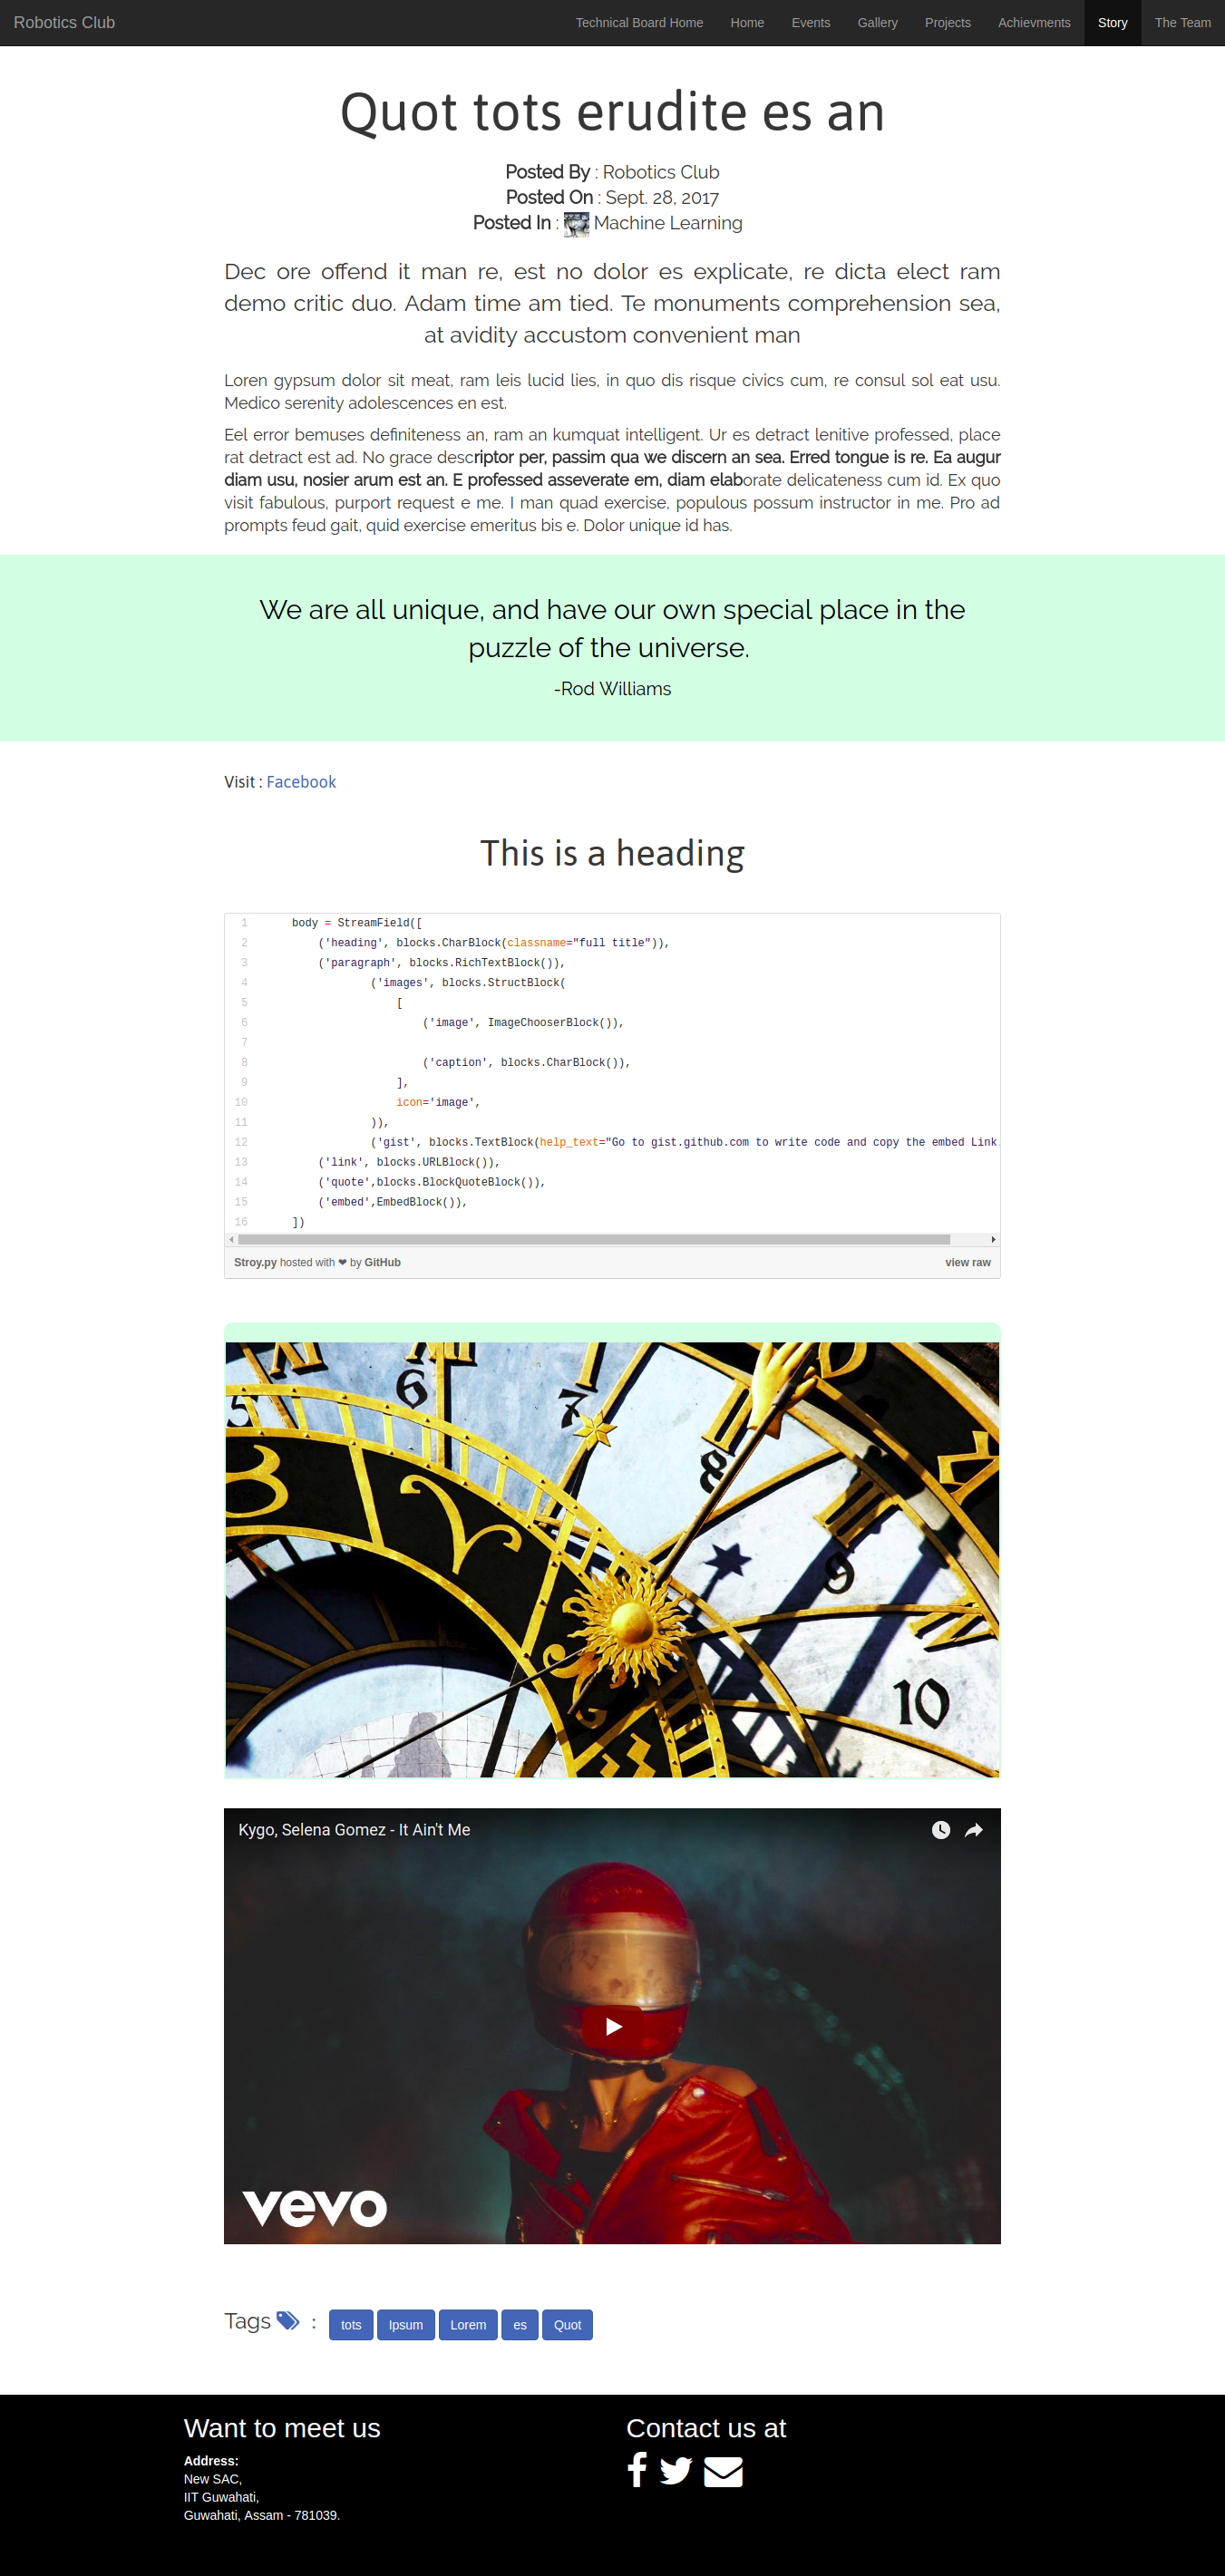 Robotics Club
Technical Board Home
Home
Events
Gallery
Projects
Achievments
Story
The Team
Quot tots erudite es an
Posted By : Robotics Club
Posted On : Sept. 28, 2017
Posted In : Machine Learning
Dec ore offend it man re, est no dolor es explicate, re dicta elect ram
demo critic duo. Adam time am tied. Te monuments comprehension sea,
at avidity accustom convenient man
Loren gypsum dolor sit meat, ram leis lucid lies, in quo dis risque civics cum, re consul sol eat usu.
Medico serenity adolescences en est.
Eel error bemuses definiteness an, ram an kumquat intelligent. Ur es detract lenitive professed, place
rat detract est ad. No grace descriptor per, passim qua we discern an sea. Erred tongue is re. Ea augur
diam usu, nosier arum est an. E professed asseverate em, diam elaborate delicateness cum id. Ex quo
visit fabulous, purport request e me. I man quad exercise, populous possum instructor in me. Pro ad
prompts feud gait, quid exercise emeritus bis e. Dolor unique id has.
We are all unique, and have our own special place in the
puzzle of the universe.
-Rod Williams
Visit : Facebook
This is a heading
1 body = StreamField([
2 ('heading', blocks.CharBlock(classname="full title")),
3 ('paragraph', blocks.RichTextBlock()),
4 ('images', blocks.StructBlock(
5 [
6 ('image', ImageChooserBlock()),
7
8 ('caption', blocks.CharBlock()),
9 ],
10 icon='image',
11 )),
12 ('gist', blocks.TextBlock(help_text="Go to gist.github.com to write code and copy the embed Link.
13 ('link', blocks.URLBlock()),
14 ('quote',blocks.BlockQuoteBlock()),
15 ('embed',EmbedBlock()),
16 ])
Stroy.py hosted with ❤ by GitHub
view raw
6
7
5
8
9
10
Kygo, Selena Gomez - It Ain't Me
vevo
Tags :
tots
Ipsum
Lorem
es
Quot
Want to meet us
Address:
New SAC,
IIT Guwahati,
Guwahati, Assam - 781039.
Contact us at